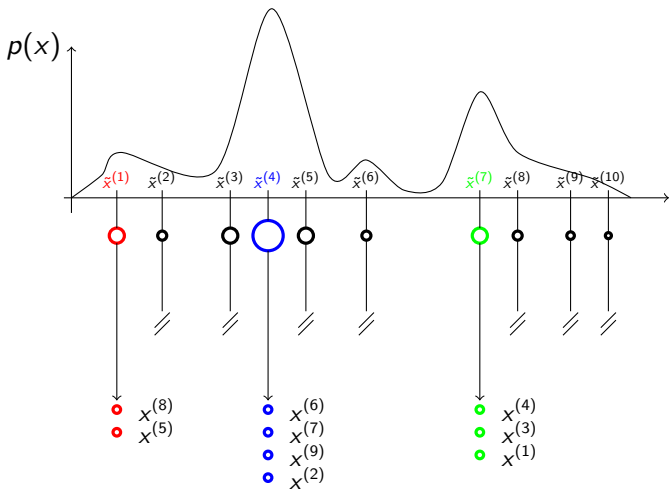 p(x)
x̃^(1) x̃^(2) x̃^(3) x̃^(4) x̃^(5) x̃^(6) x̃^(7) x̃^(8) x̃^(9) x̃^(10)
x^(8) x^(6) x^(4)
x^(5) x^(7) x^(3)
x^(9) x^(1)
x^(2)